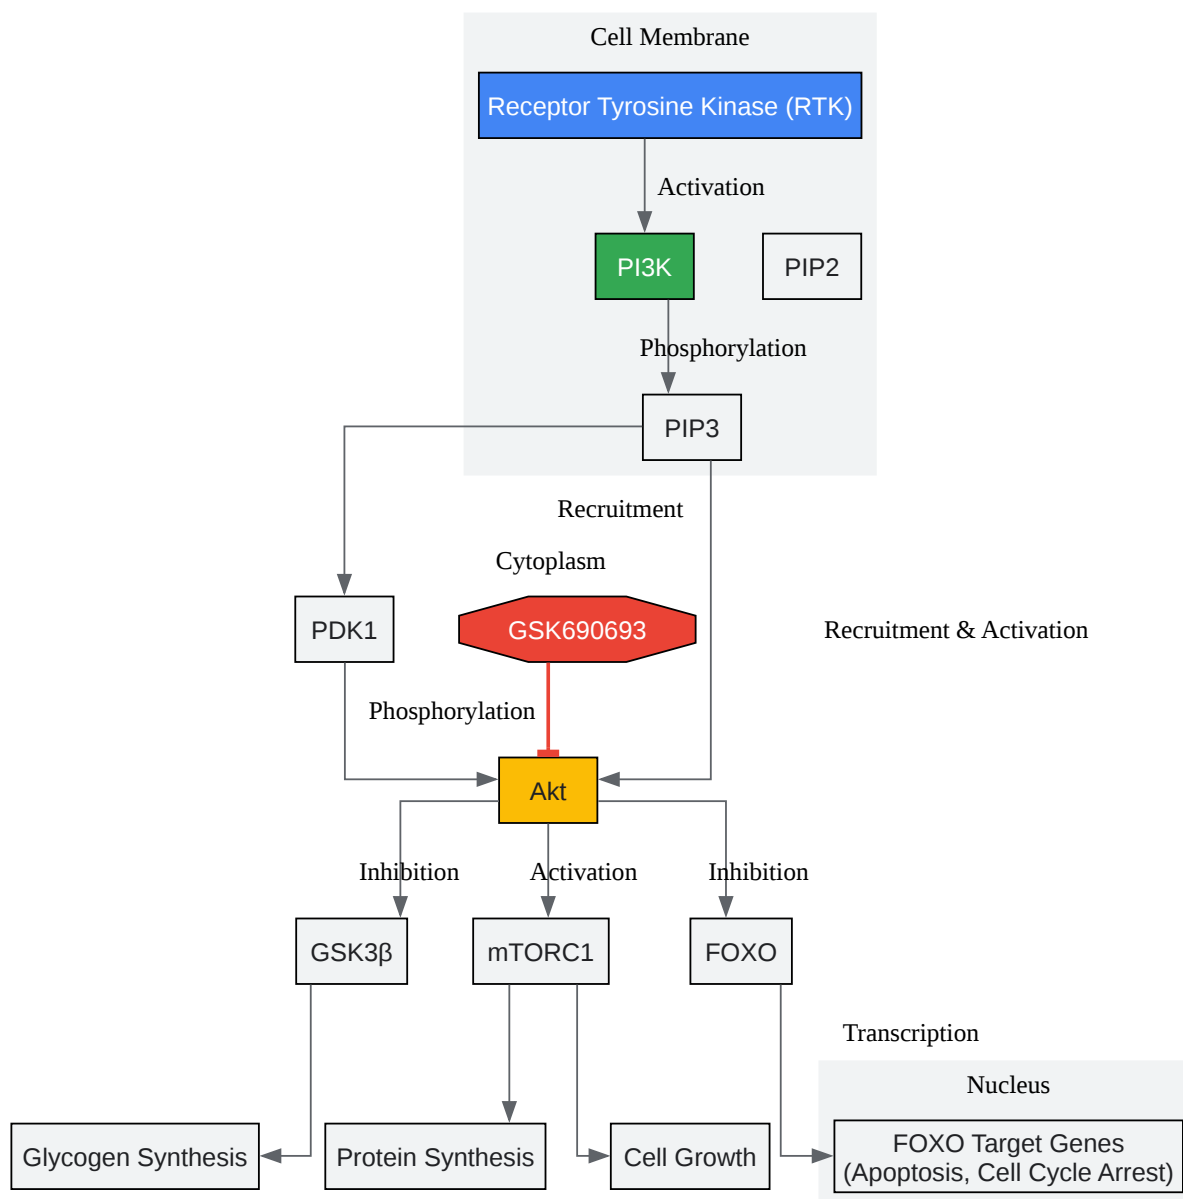 Cell Membrane
Receptor Tyrosine Kinase (RTK)
Activation
PI3K
PIP2
Phosphorylation
PIP3
Recruitment
Cytoplasm
PDK1
GSK690693
Recruitment & Activation
Phosphorylation
Akt
Inhibition
Activation
Inhibition
GSK3β
mTORC1
FOXO
Transcription
Nucleus
Glycogen Synthesis
Protein Synthesis
Cell Growth
FOXO Target Genes
(Apoptosis, Cell Cycle Arrest)